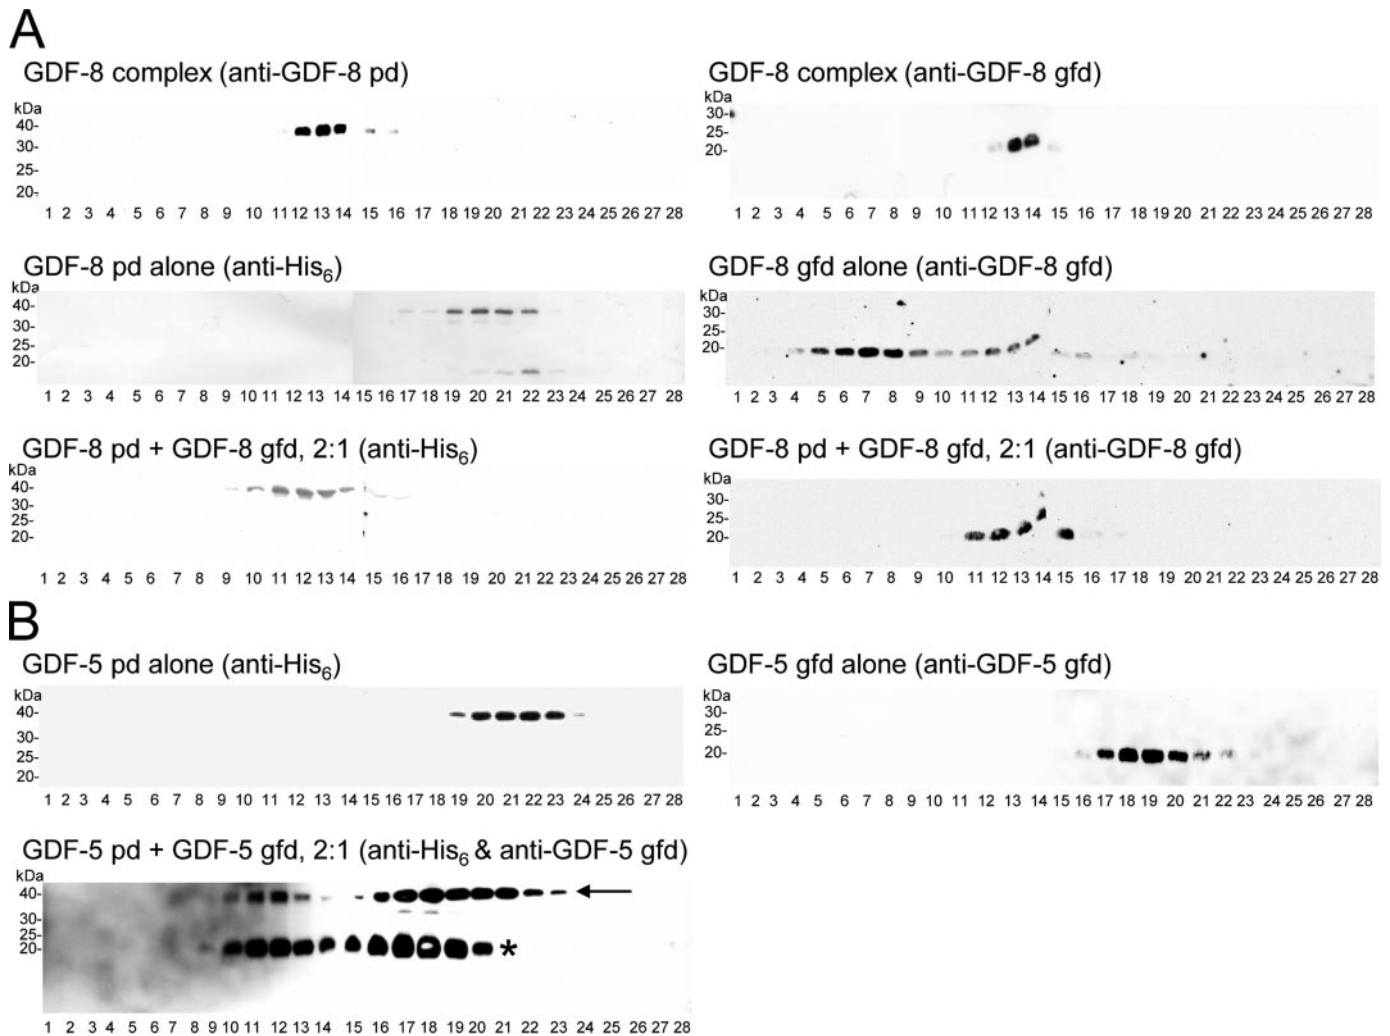 A
GDF-8 complex (anti-GDF-8 pd)
kDa
40-
30-
25-
20-
1 2 3 4 5 6 7 8 9 10 11 12 13 14 15 16 17 18 19 20 21 22 23 24 25 26 27 28
GDF-8 complex (anti-GDF-8 gfd)
kDa
30-
25-
20-
1 2 3 4 5 6 7 8 9 10 11 12 13 14 15 16 17 18 19 20 21 22 23 24 25 26 27 28
GDF-8 pd alone (anti-His6)
kDa
40-
30-
25-
20-
1 2 3 4 5 6 7 8 9 10 11 12 13 14 15 16 17 18 19 20 21 22 23 24 25 26 27 28
GDF-8 gfd alone (anti-GDF-8 gfd)
kDa
30-
25-
20-
1 2 3 4 5 6 7 8 9 10 11 12 13 14 15 16 17 18 19 20 21 22 23 24 25 26 27 28
GDF-8 pd + GDF-8 gfd, 2:1 (anti-His6)
kDa
40-
30-
25-
20-
1 2 3 4 5 6 7 8 9 10 11 12 13 14 15 16 17 18 19 20 21 22 23 24 25 26 27 28
GDF-8 pd + GDF-8 gfd, 2:1 (anti-GDF-8 gfd)
kDa
30-
25-
20-
1 2 3 4 5 6 7 8 9 10 11 12 13 14 15 16 17 18 19 20 21 22 23 24 25 26 27 28
B
GDF-5 pd alone (anti-His6)
kDa
40-
30-
25-
20-
1 2 3 4 5 6 7 8 9 10 11 12 13 14 15 16 17 18 19 20 21 22 23 24 25 26 27 28
GDF-5 gfd alone (anti-GDF-5 gfd)
kDa
30-
25-
20-
1 2 3 4 5 6 7 8 9 10 11 12 13 14 15 16 17 18 19 20 21 22 23 24 25 26 27 28
GDF-5 pd + GDF-5 gfd, 2:1 (anti-His6 & anti-GDF-5 gfd)
kDa
40-
30-
25-
20-
*
1 2 3 4 5 6 7 8 9 10 11 12 13 14 15 16 17 18 19 20 21 22 23 24 25 26 27 28